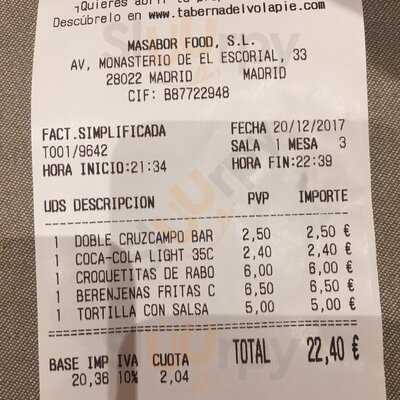 ¿Quieres abrir tu
Descúbrelo en www.tabernadelvolapie.com
MASABOR FOOD, S.L.
AV, MONASTERIO DE EL ESCORIAL, 33
28022 MADRID MADRID
CIF: B87722948
FACT.SIMPLIFICADA FECHA 20/12/2017
T001/9642 SALA 1 MESA 3
HORA INICIO:21:34 HORA FIN:22:39
UDS DESCRIPCION PVP IMPORTE
1 DOBLE CRUZCAMPO BAR 2,50 2,50 €
1 COCA-COLA LIGHT 35C 2,40 2,40 €
1 CROQUETITAS DE RABO 6,00 6,00 €
1 BERENJENAS FRITAS C 6,50 6,50 €
1 TORTILLA CON SALSA 5,00 5,00 €
BASE IMP IVA CUOTA TOTAL 22,40 €
20,36 10% 2,04